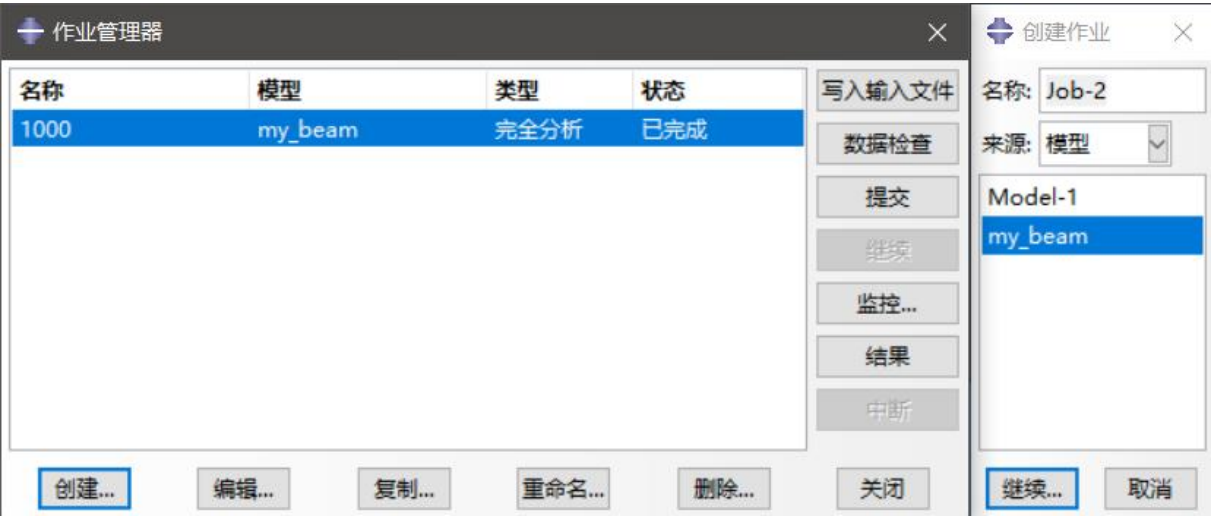 作业管理器
名称 模型 类型 状态
1000 my_beam 完全分析 已完成
写入输入文件
数据检查
提交
继续
监控...
结果
中断
创建... 编辑... 复制... 重命名... 删除... 关闭
创建作业
名称: Job-2
来源: 模型
Model-1
my_beam
继续... 取消